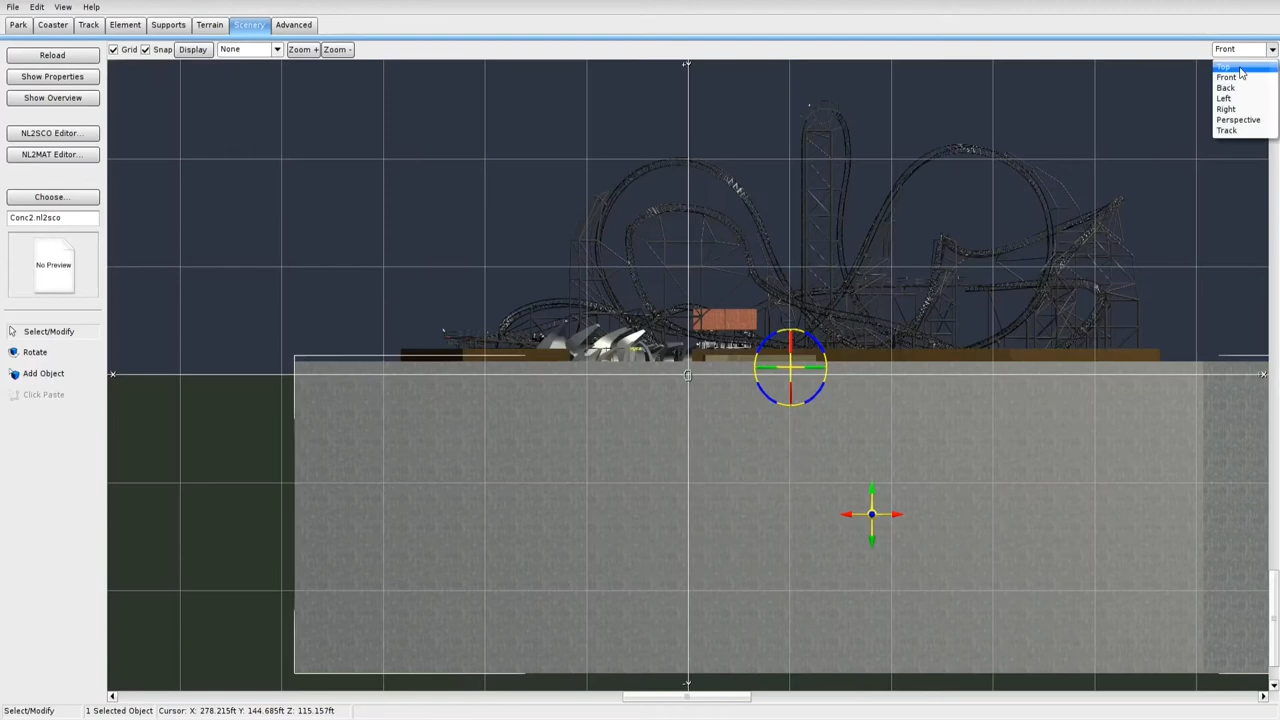 File Edit View Help
Park Coaster Track Element Supports Terrain Scenery Advanced
Reload
Grid Snap Display None Zoom + Zoom -
Front
Show Properties
Show Overview
NL2SCO Editor...
NL2MAT Editor...
Choose...
Conc2.nl2sco
No Preview
Select/Modify
Rotate
Add Object
Click Paste
Top
Front
Back
Left
Right
Perspective
Track
Select/Modify 1 Selected Object Cursor: X: 278.215ft Y: 144.685ft Z: 115.157ft